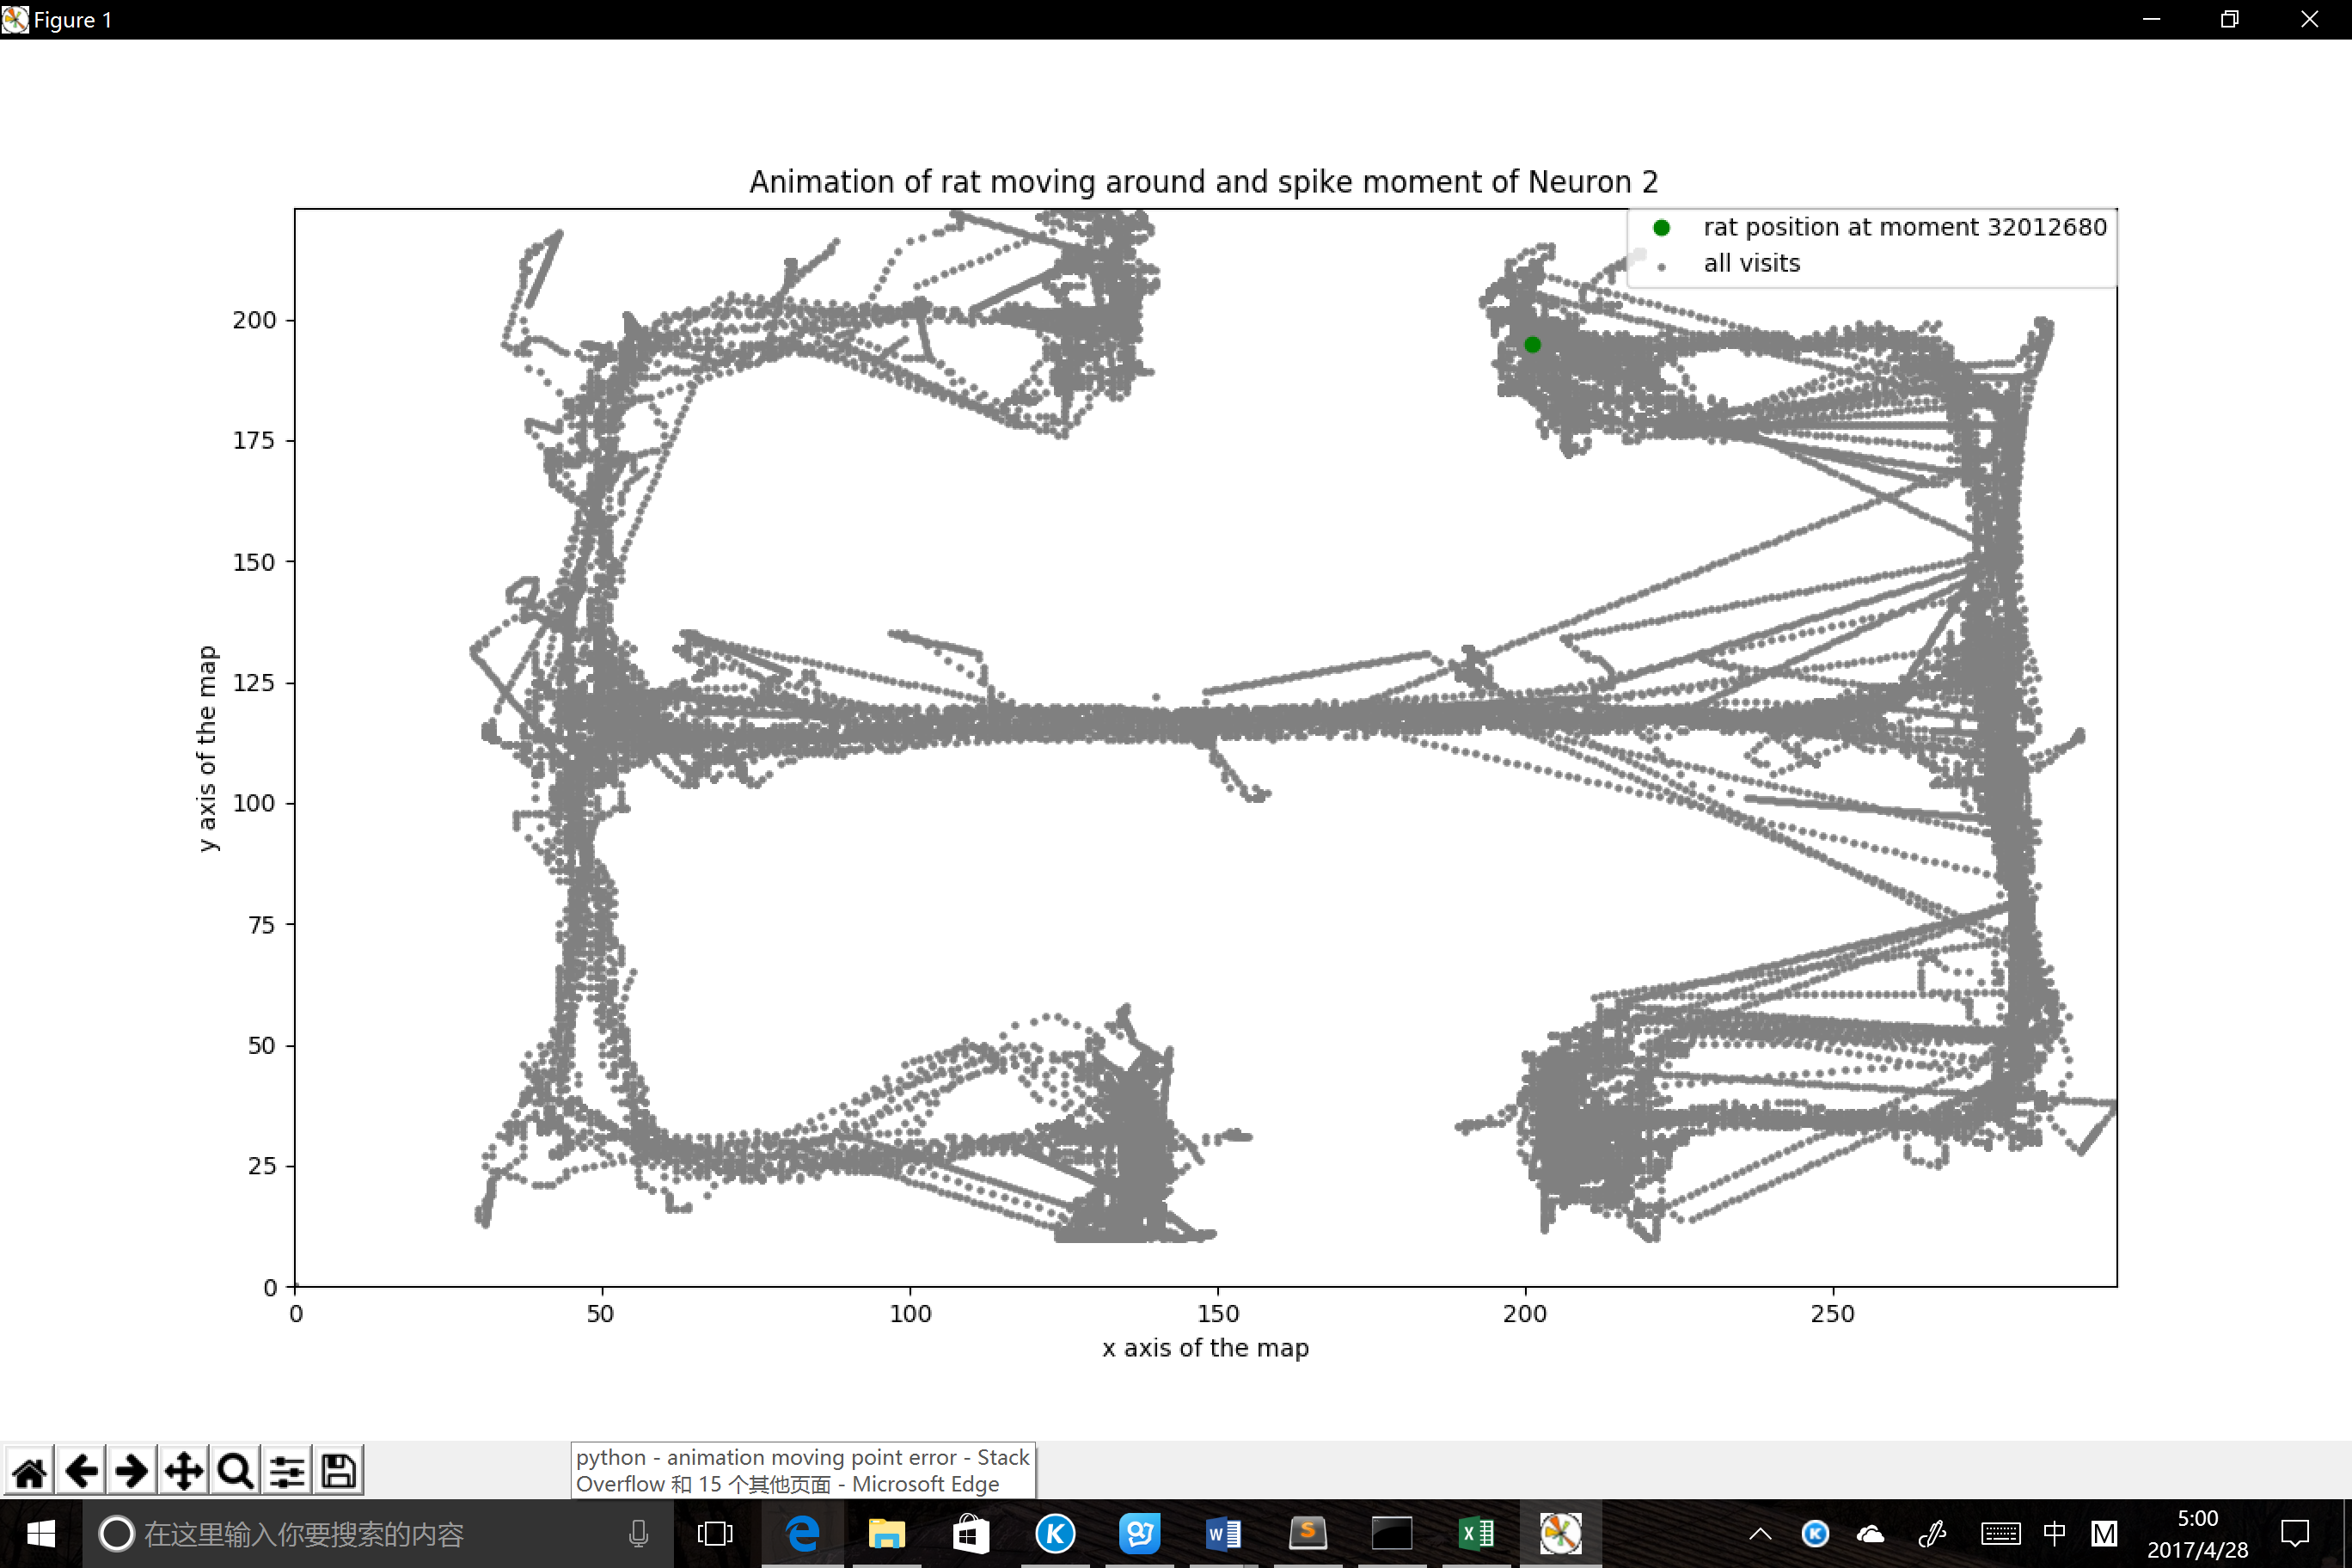 Figure 1
Animation of rat moving around and spike moment of Neuron 2
rat position at moment 32012680
all visits
y axis of the map
200
175
150
125
100
75
50
25
0
0 50 100 150 200 250
x axis of the map
python - animation moving point error - Stack
Overflow 和 15 个其他页面 - Microsoft Edge
在这里输入你要搜索的内容
中
M
5:00
2017/4/28